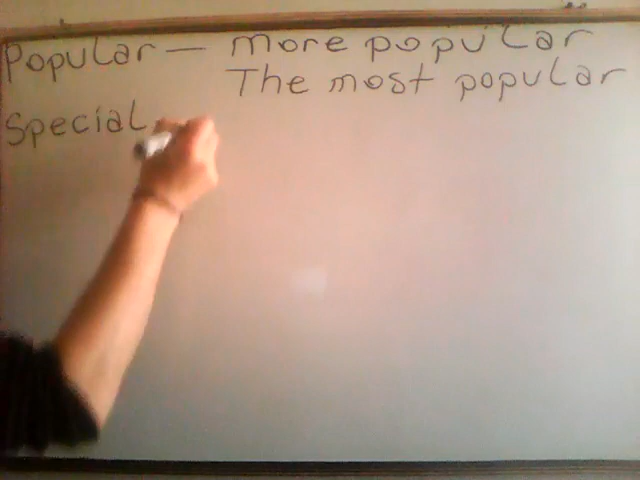 Popular — more popular
The most popular
Special